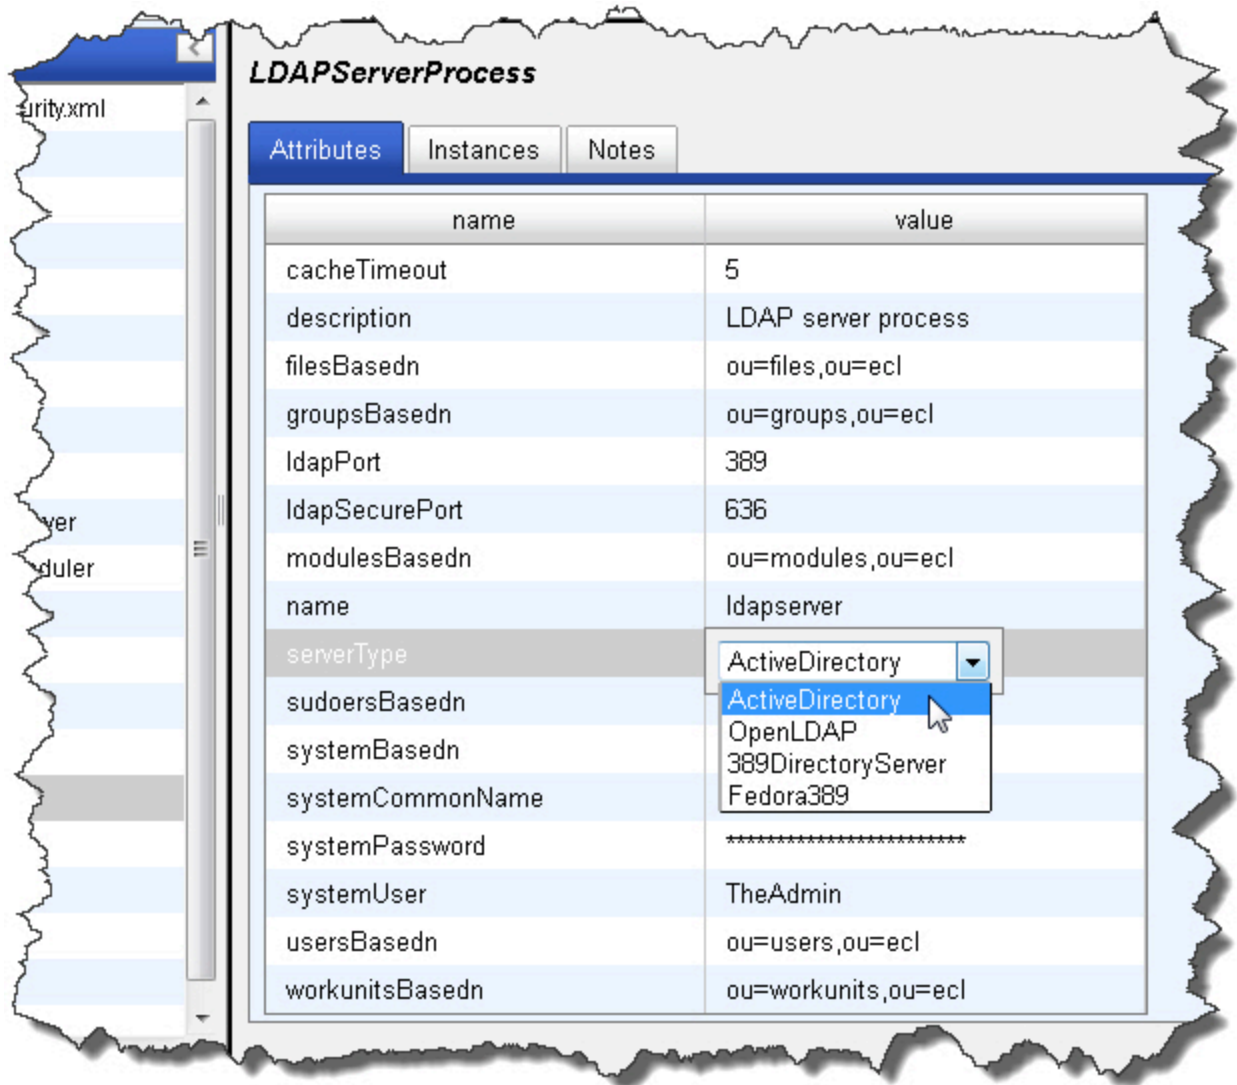 LDAPServerProcess
urity.xml
Attributes Instances Notes
name value
cacheTimeout 5
description LDAP server process
filesBasedn ou=files,ou=ecl
groupsBasedn ou=groups,ou=ecl
ldapPort 389
ldapSecurePort 636
ver
modulesBasedn ou=modules,ou=ecl
duler
name ldapserver
serverType ActiveDirectory
ActiveDirectory
sudoersBasedn
OpenLDAP
systemBasedn
389DirectoryServer
systemCommonName
Fedora389
systemPassword ************************
systemUser TheAdmin
usersBasedn ou=users,ou=ecl
workunitsBasedn ou=workunits,ou=ecl